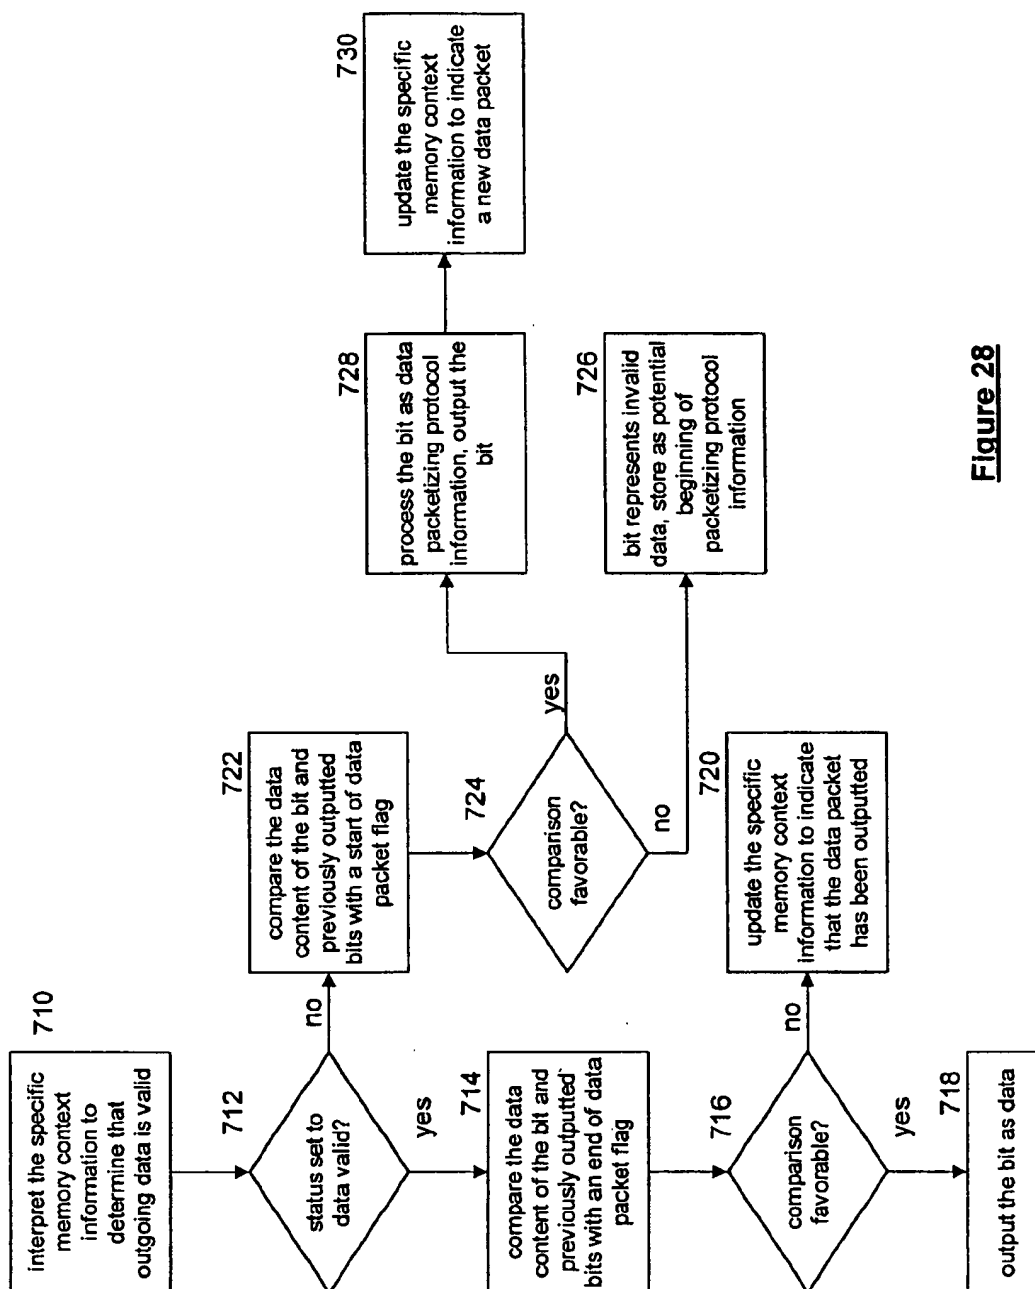 710
interpret the specific
memory context
information to
determine that
outgoing data is valid
712
status set to
data valid?
no
yes
714
compare the data
content of the bit and
previously outputted
bits with an end of data
packet flag
716
comparison
favorable?
no
yes
718
output the bit as data
720
update the specific
memory context
information to indicate
that the data packet
has been outputted
722
compare the data
content of the bit and
previously outputted
bits with a start of data
packet flag
724
comparison
favorable?
yes
no
728
process the bit as data
packetizing protocol
information, output the
bit
726
bit represents invalid
data, store as potential
beginning of
packetizing protocol
information
730
update the specific
memory context
information to indicate
a new data packet
Figure 28